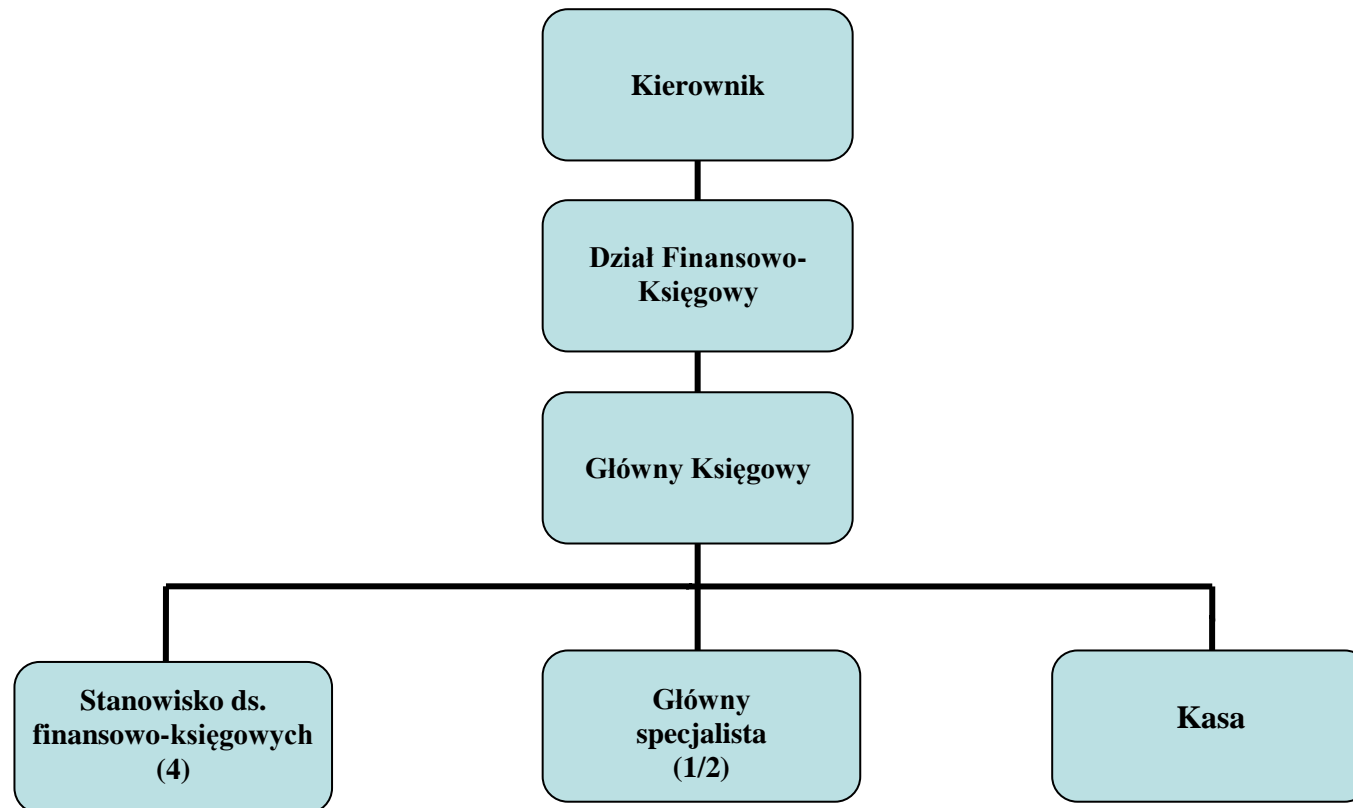 Kierownik
Dział Finansowo-
Księgowy
Główny Księgowy
Stanowisko ds.
finansowo-księgowych
(4)
Główny
specjalista
(1/2)
Kasa